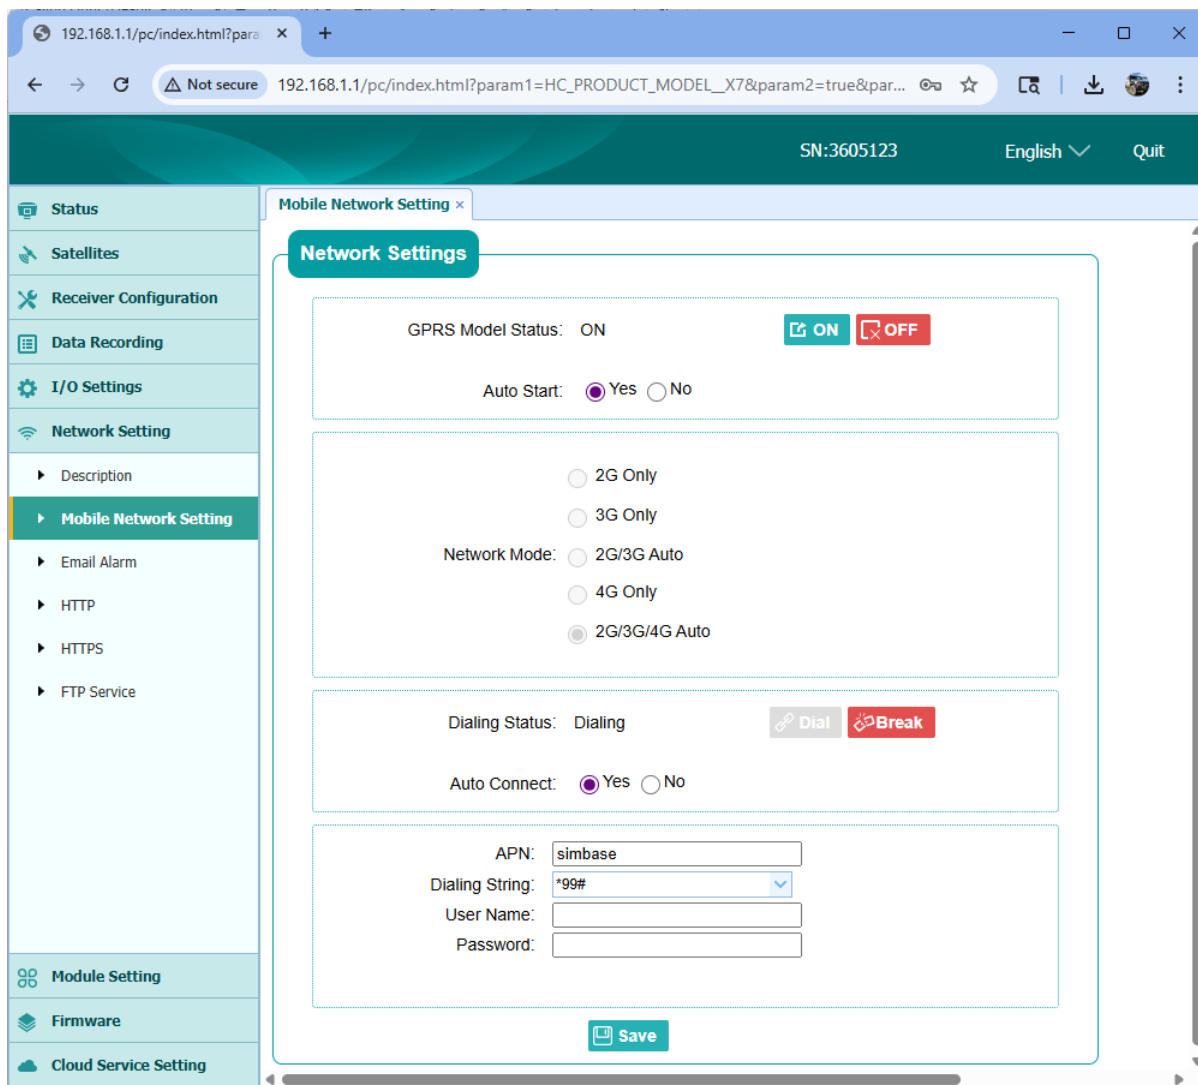 192.168.1.1/pc/index.html?para
Not secure 192.168.1.1/pc/index.html?param1=HC_PRODUCT_MODEL__X7&param2=true&par...
SN:3605123 English Quit
Status
Satellites
Receiver Configuration
Data Recording
I/O Settings
Network Setting
Description
Mobile Network Setting
Email Alarm
HTTP
HTTPS
FTP Service
Module Setting
Firmware
Cloud Service Setting
Mobile Network Setting ×
Network Settings
GPRS Model Status: ON ON OFF
Auto Start: Yes No
2G Only
3G Only
Network Mode: 2G/3G Auto
4G Only
2G/3G/4G Auto
Dialing Status: Dialing Dial Break
Auto Connect: Yes No
APN: simbase
Dialing String: *99#
User Name:
Password:
Save